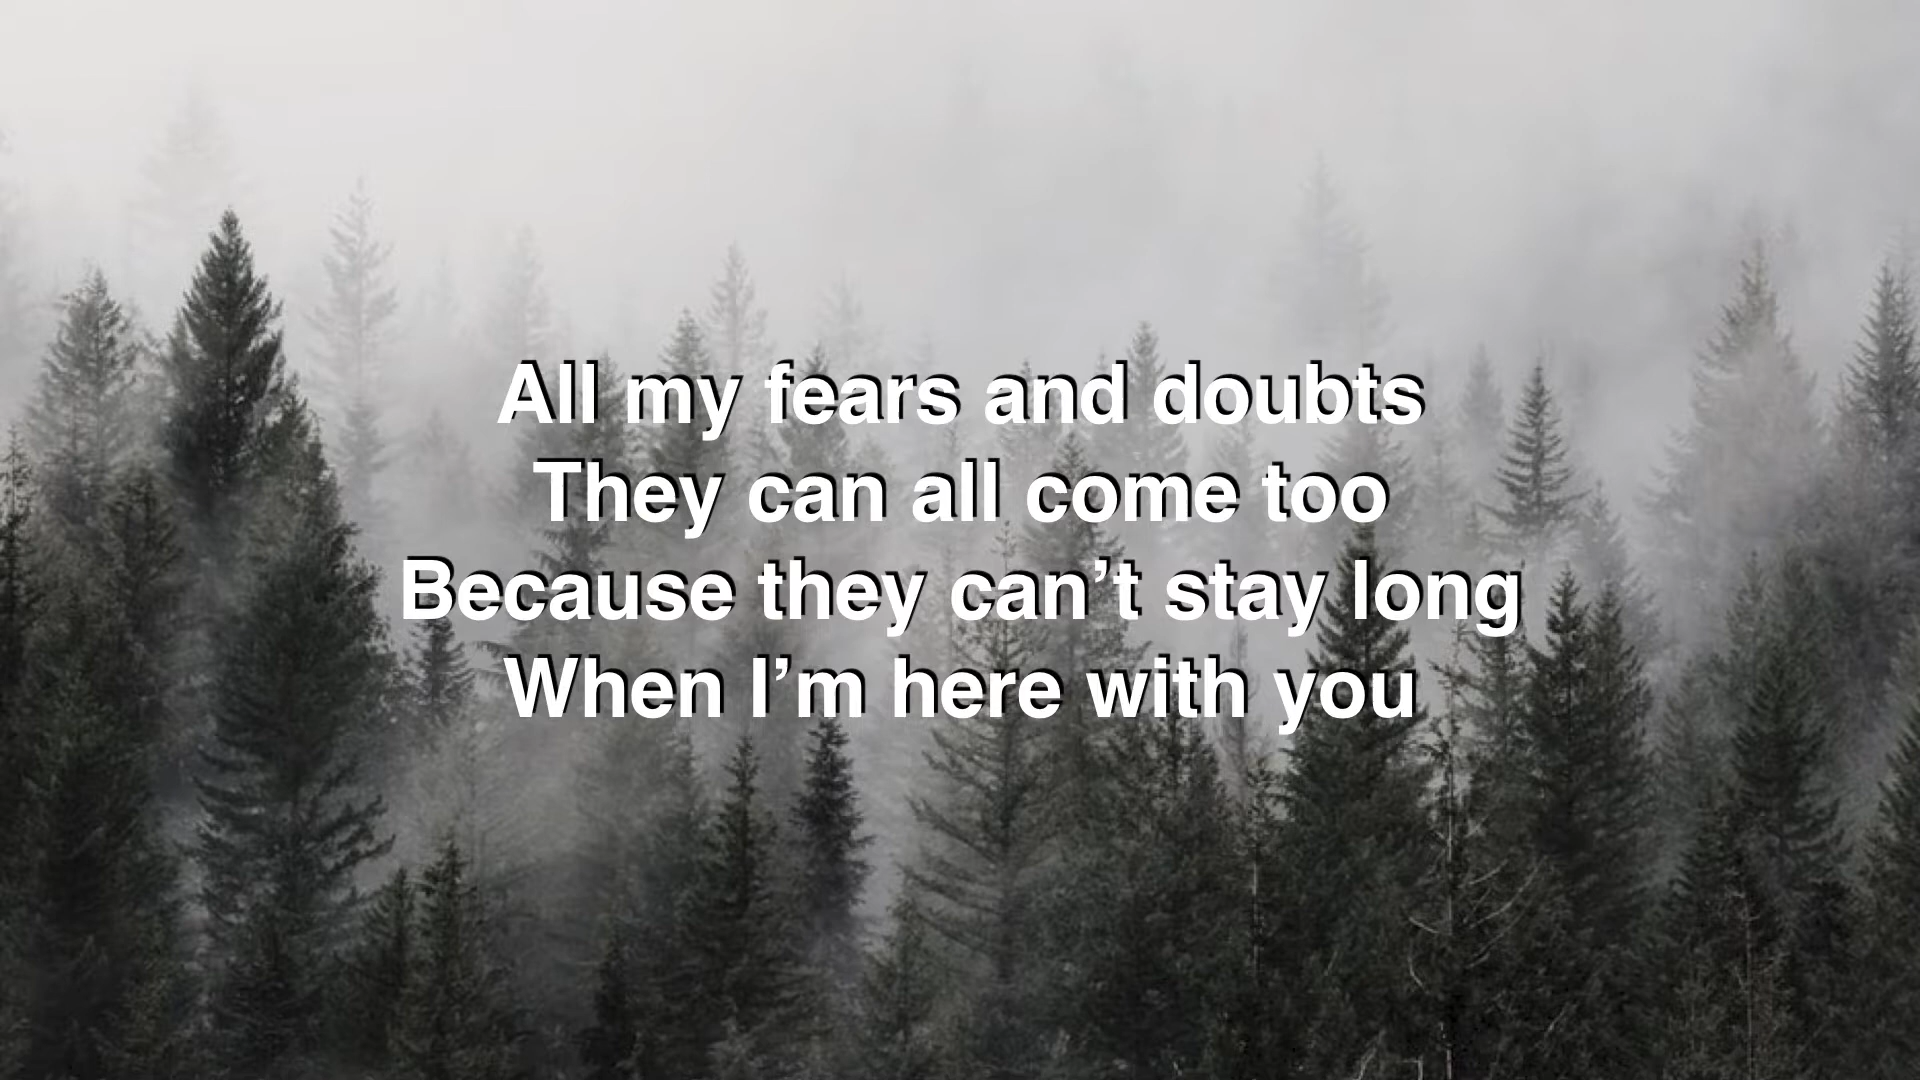 All my fears and doubts
They can all come too
Because they can’t stay long
When I’m here with you